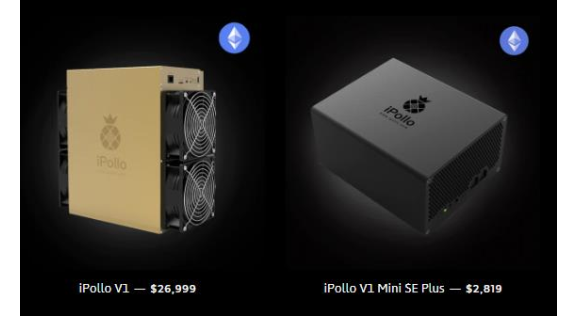 iPollo
iPollo
iPollo V1 — $26,999
iPollo V1 Mini SE Plus — $2,819